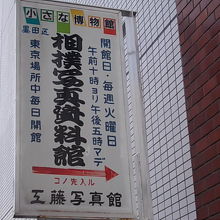 小さな博物館
墨田区
相撲写真資料館
開館日・毎週火曜日
午前十時ヨリ午後五時マデ
東京場所中毎日開館
コノ先入ル
工藤写真館